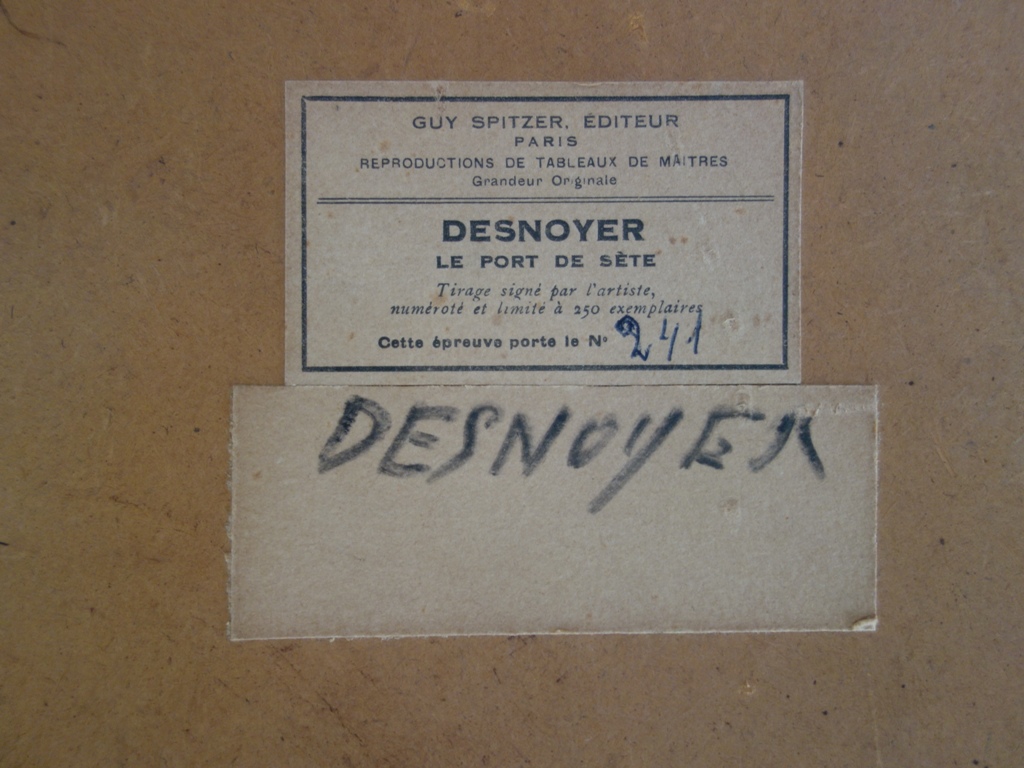 GUY SPITZER, ÉDITEUR
PARIS
REPRODUCTIONS DE TABLEAUX DE MAITRES
Grandeur Originale
DESNOYER
LE PORT DE SÈTE
Tirage signé par l'artiste,
numéroté et limité à 250 exemplaires
Cette épreuve porte le N° 241
DESNOYER